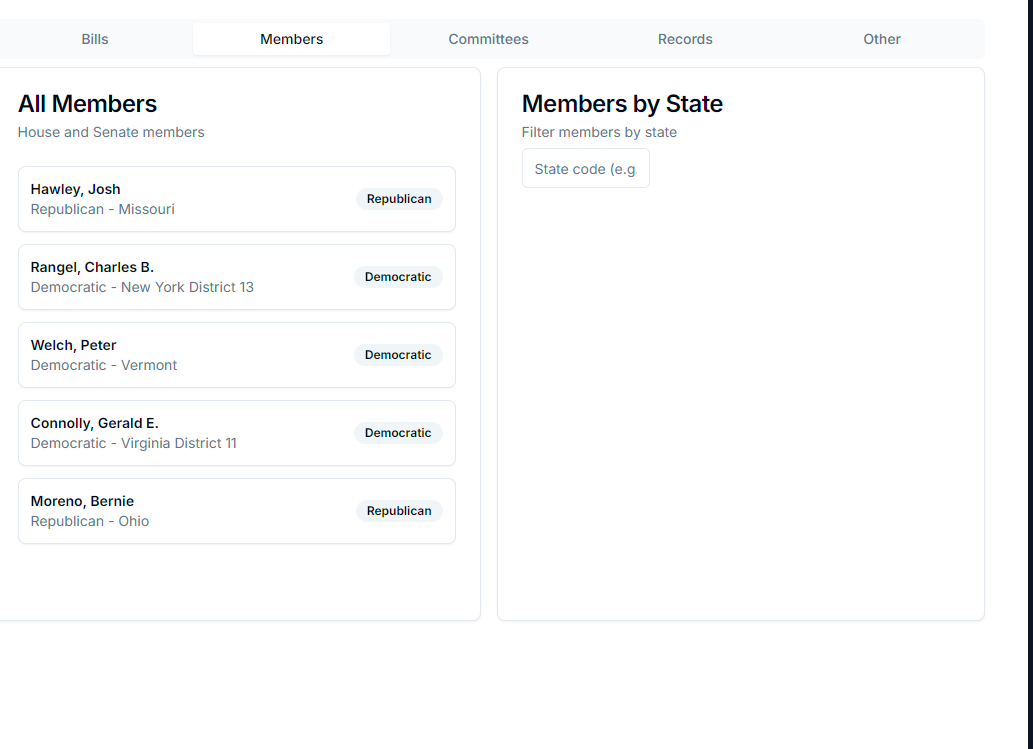 Bills
Members
Committees
Records
Other
All Members
House and Senate members
Hawley, Josh
Republican - Missouri
Republican
Rangel, Charles B.
Democratic - New York District 13
Democratic
Welch, Peter
Democratic - Vermont
Democratic
Connolly, Gerald E.
Democratic - Virginia District 11
Democratic
Moreno, Bernie
Republican - Ohio
Republican
Members by State
Filter members by state
State code (e.g.